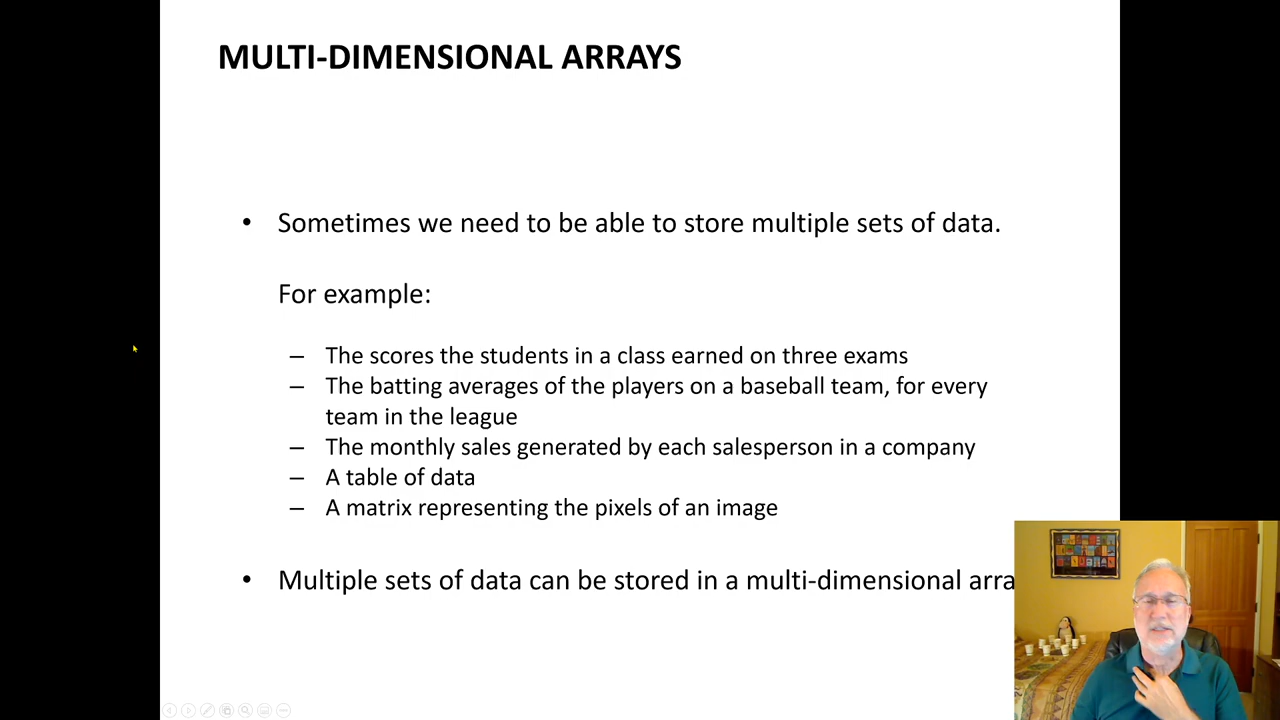 MULTI-DIMENSIONAL ARRAYS
• Sometimes we need to be able to store multiple sets of data.
For example:
– The scores the students in a class earned on three exams
– The batting averages of the players on a baseball team, for every
team in the league
– The monthly sales generated by each salesperson in a company
– A table of data
– A matrix representing the pixels of an image
• Multiple sets of data can be stored in a multi-dimensional arra